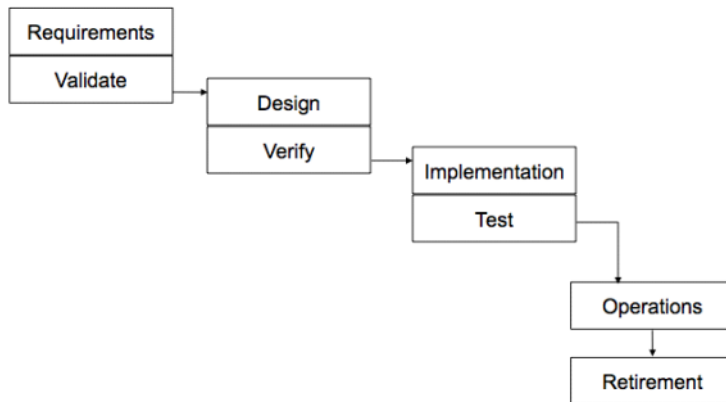 Requirements
Validate
Design
Verify
Implementation
Test
Operations
Retirement